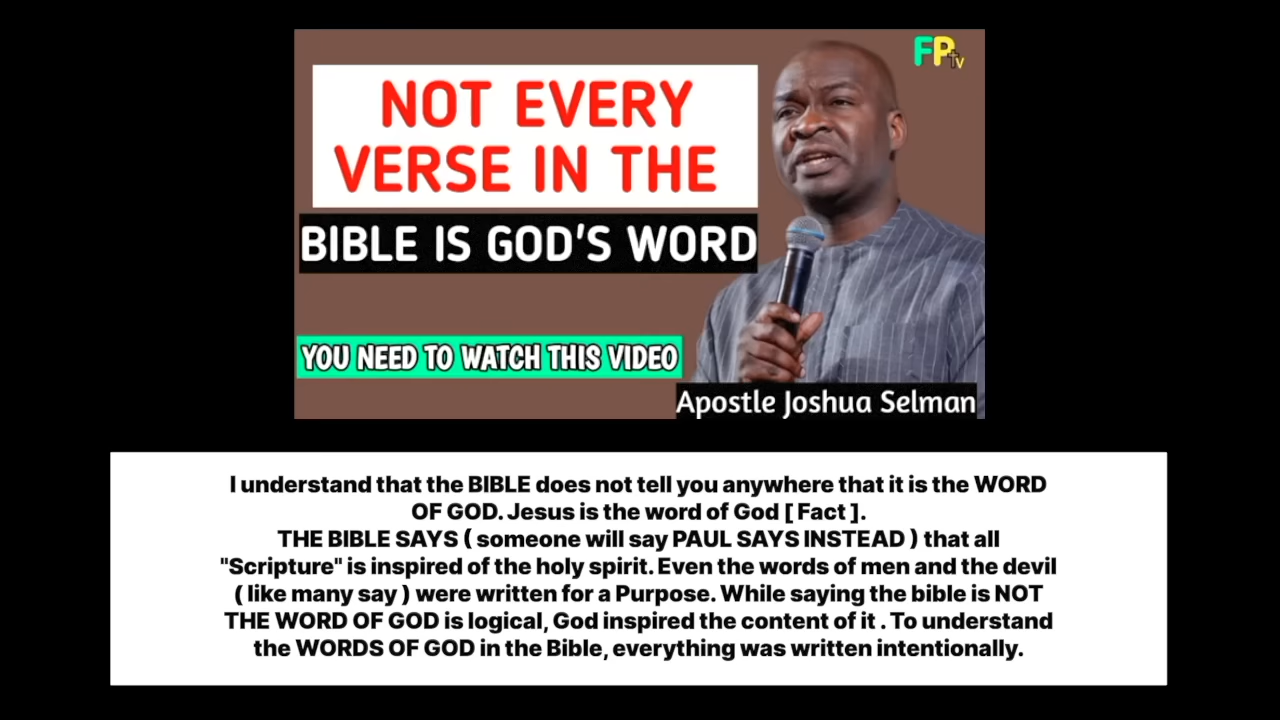 FPTV
NOT EVERY
VERSE IN THE
BIBLE IS GOD'S WORD
YOU NEED TO WATCH THIS VIDEO
Apostle Joshua Selman
I understand that the BIBLE does not tell you anywhere that it is the WORD
OF GOD. Jesus is the word of God [ Fact ].
THE BIBLE SAYS ( someone will say PAUL SAYS INSTEAD ) that all
"Scripture" is inspired of the holy spirit. Even the words of men and the devil
( like many say ) were written for a Purpose. While saying the bible is NOT
THE WORD OF GOD is logical, God inspired the content of it . To understand
the WORDS OF GOD in the Bible, everything was written intentionally.